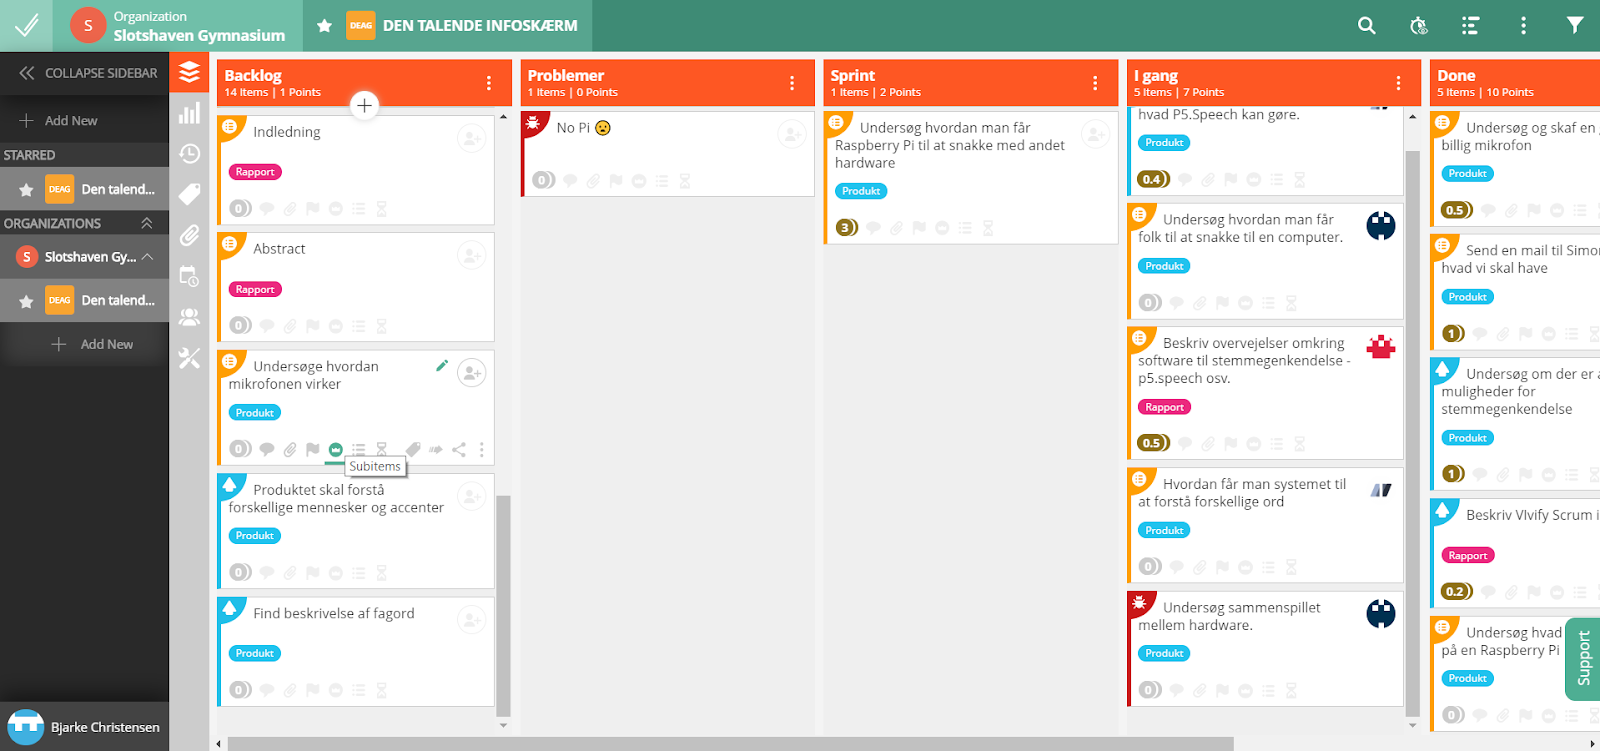 S
Organization
Slotshaven Gymnasium
DEAG
DEN TALENDE INFOSKÆRM
COLLAPSE SIDEBAR
Add New
STARRED
DEAG
Den talend...
ORGANIZATIONS
S
Slotshaven Gy...
DEAG
Den talend...
Add New
Bjarke Christensen
Backlog
14 Items | 1 Points
Indledning
Rapport
0
Abstract
Rapport
0
Undersøge hvordan
mikrofonen virker
Produkt
0
Subitems
Produktet skal forstå
forskellige mennesker og accenter
Produkt
0
Find beskrivelse af fagord
Produkt
0
Problemer
1 Items | 0 Points
No Pi 😟
0
Sprint
1 Items | 2 Points
Undersøg hvordan man får
Raspberry Pi til at snakke med andet
hardware
Produkt
3
I gang
5 Items | 7 Points
hvad P5.Speech kan gøre.
Produkt
0.4
Undersøg hvordan man får
folk til at snakke til en computer.
Produkt
0
Beskriv overvejelser omkring
software til stemmegenkendelse -
p5.speech osv.
Rapport
0.5
Hvordan får man systemet til
at forstå forskellige ord
Produkt
0
Undersøg sammenspillet
mellem hardware.
Produkt
0
Done
5 Items | 10 Points
Undersøg og skaf en
billig mikrofon
Produkt
0.5
Send en mail til Simo
hvad vi skal have
Produkt
1
Undersøg om der er a
muligheder for
stemmegenkendelse
Produkt
1
Beskriv VIvify Scrum i
Rapport
0.2
Undersøg hvad
på en Raspberry Pi
Produkt
0
Support